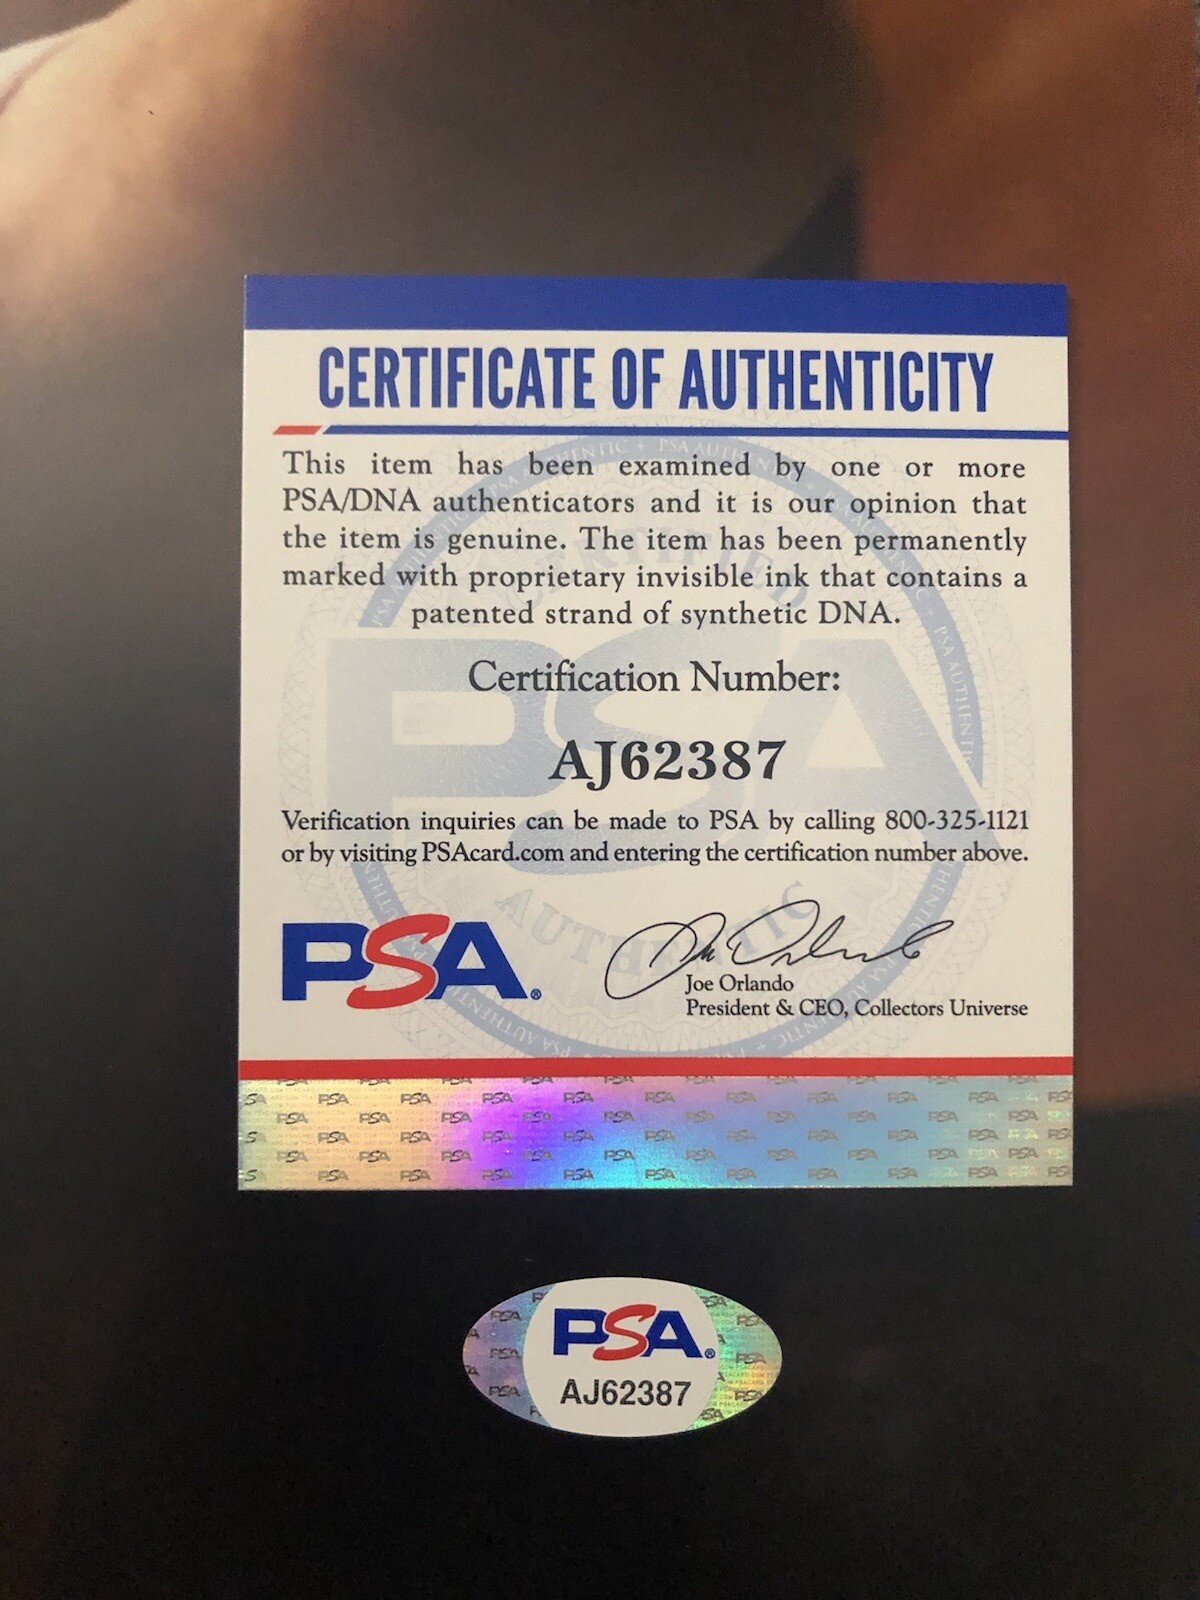 CERTIFICATE OF AUTHENTICITY
This item has been examined by one or more
PSA/DNA authenticators and it is our opinion that
the item is genuine. The item has been permanently
marked with proprietary invisible ink that contains a
patented strand of synthetic DNA.
Certification Number:
AJ62387
Verification inquiries can be made to PSA by calling 800-325-1121
or by visiting PSAcard.com and entering the certification number above.
PSA®
Joe Orlando
President & CEO, Collectors Universe
PSA®
AJ62387